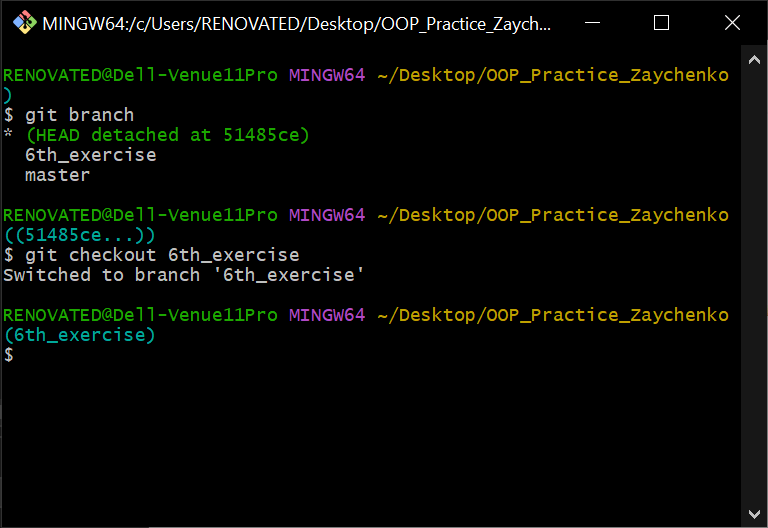 MINGW64:/c/Users/RENOVATED/Desktop/OOP_Practice_Zaych...
RENOVATED@Dell-Venue11Pro MINGW64 ~/Desktop/OOP_Practice_Zaychenko
)
$ git branch
* (HEAD detached at 51485ce)
  6th_exercise
  master
RENOVATED@Dell-Venue11Pro MINGW64 ~/Desktop/OOP_Practice_Zaychenko
((51485ce...))
$ git checkout 6th_exercise
Switched to branch '6th_exercise'
RENOVATED@Dell-Venue11Pro MINGW64 ~/Desktop/OOP_Practice_Zaychenko
(6th_exercise)
$